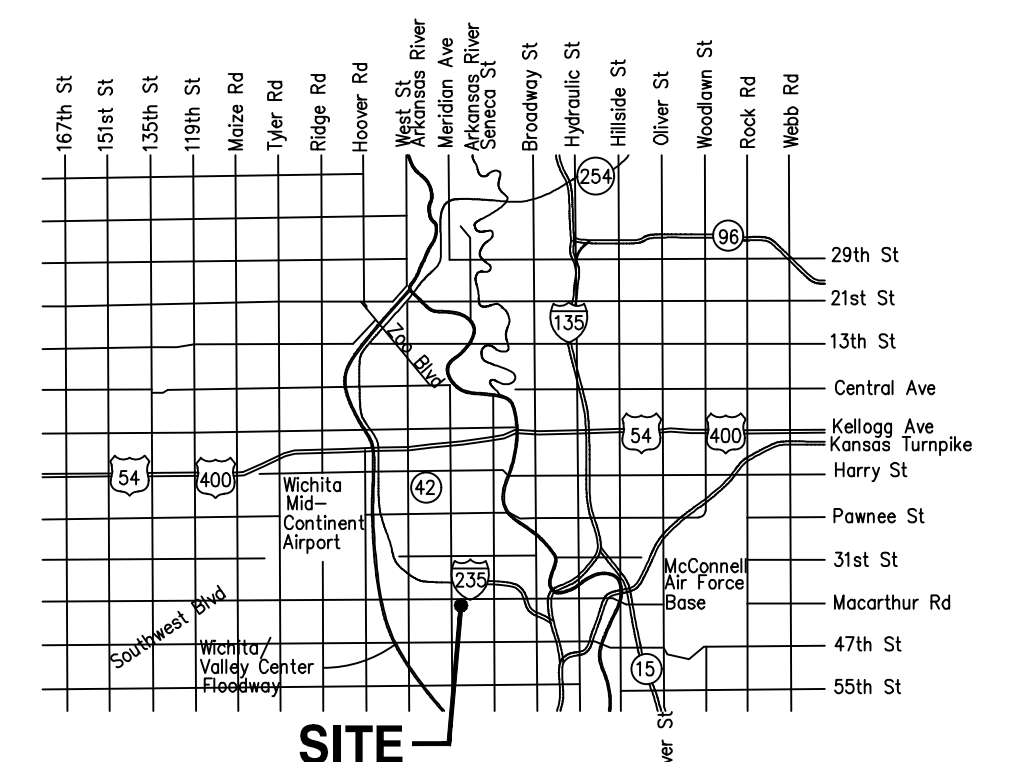 167th St
151st St
135th St
119th St
Maize Rd
Tyler Rd
Ridge Rd
Hoover Rd
West St
Arkansas River
Meridian Ave
Arkansas River
Seneca St
Broadway St
Hydraulic St
Hillside St
Oliver St
Woodlawn St
Rock Rd
Webb Rd
254
96
29th St
21st St
135
13th St
Zoo Blvd
Central Ave
Kellogg Ave
54
400
Kansas Turnpike
54
400
Harry St
42
Wichita
Mid-
Continent
Airport
Pawnee St
31st St
235
McConnell
Air Force
Base
Macarthur Rd
Southwest Blvd
Wichita/
Valley Center
Floodway
47th St
15
55th St
ver St
SITE